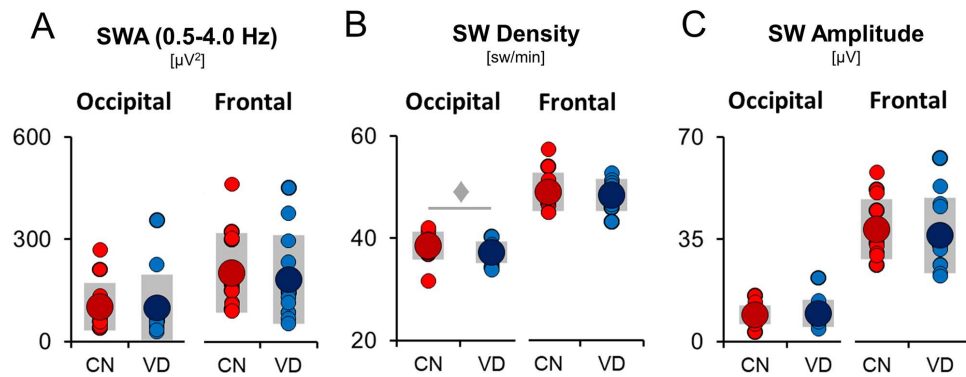 A
SWA (0.5-4.0 Hz)
[µV²]
Occipital
Frontal
600
300
0
CN
VD
CN
VD
B
SW Density
[sw/min]
Occipital
Frontal
60
40
20
CN
VD
CN
VD
C
SW Amplitude
[µV]
Occipital
Frontal
70
35
0
CN
VD
CN
VD